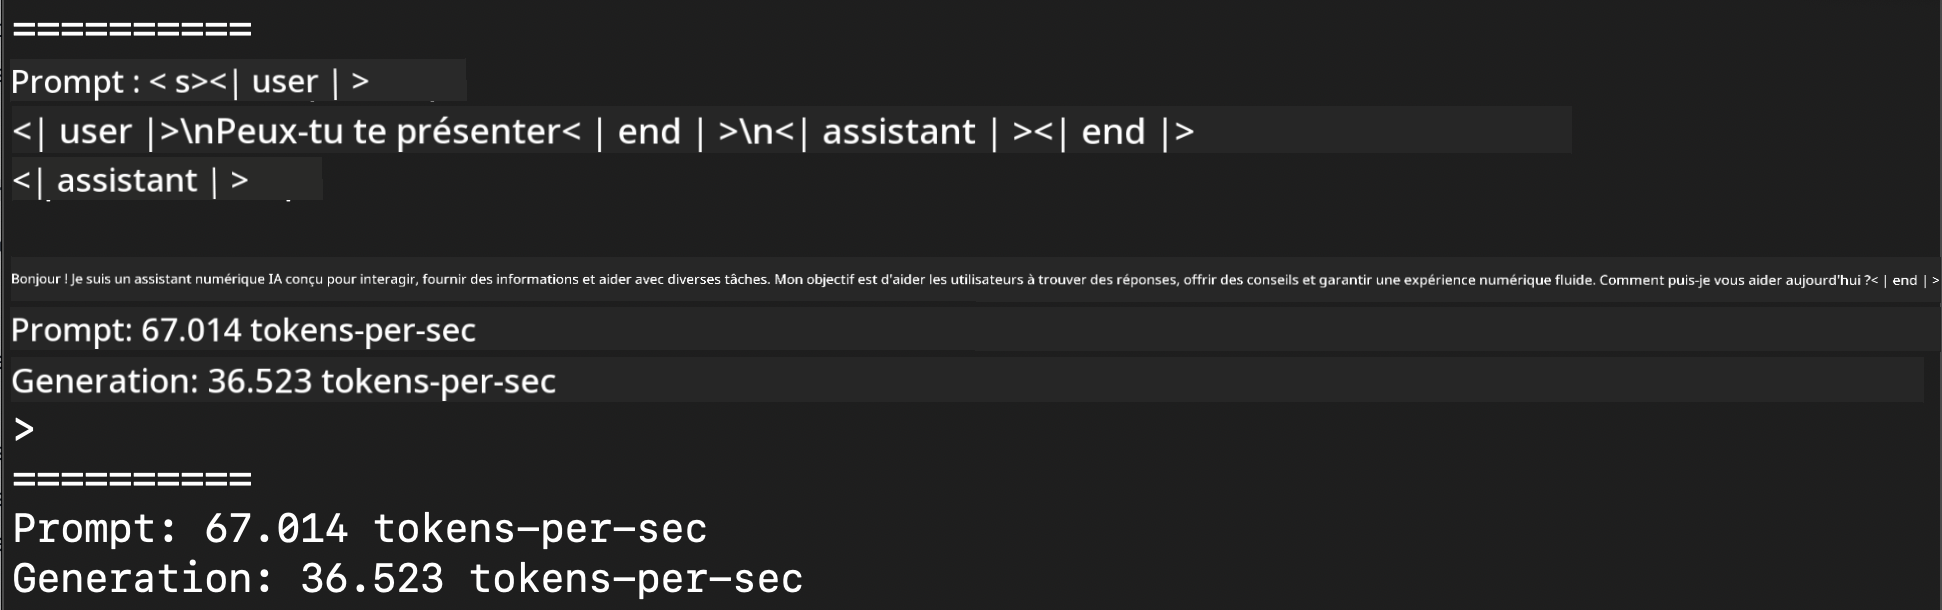 ==========
Prompt : < s><| user | >
<| user |>\nPeux-tu te présenter< | end | >\n<| assistant | ><| end |>
<| assistant | >
Bonjour ! Je suis un assistant numérique IA conçu pour interagir, fournir des informations et aider avec diverses tâches. Mon objectif est d'aider les utilisateurs à trouver des réponses, offrir des conseils et garantir une expérience numérique fluide. Comment puis-je vous aider aujourd'hui ?< | end | >
Prompt: 67.014 tokens-per-sec
Generation: 36.523 tokens-per-sec
>
==========
Prompt: 67.014 tokens-per-sec
Generation: 36.523 tokens-per-sec